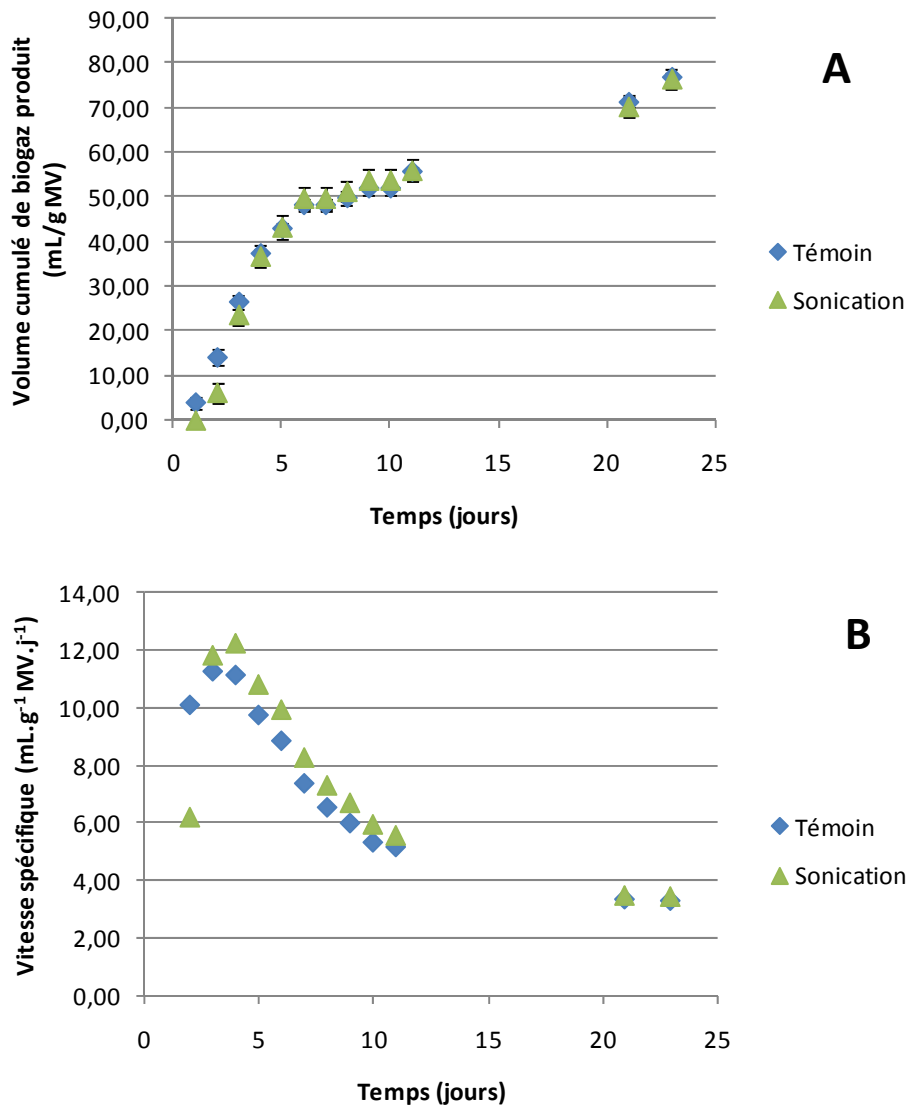 90,00
80,00
70,00
60,00
50,00
40,00
30,00
20,00
10,00
0,00
Volume cumulé de biogaz produit
(mL/g MV)
0 5 10 15 20 25
Temps (jours)
A
Témoin
Sonication
14,00
12,00
10,00
8,00
6,00
4,00
2,00
0,00
Vitesse spécifique (mL.g⁻¹ MV.j⁻¹)
0 5 10 15 20 25
Temps (jours)
B
Témoin
Sonication